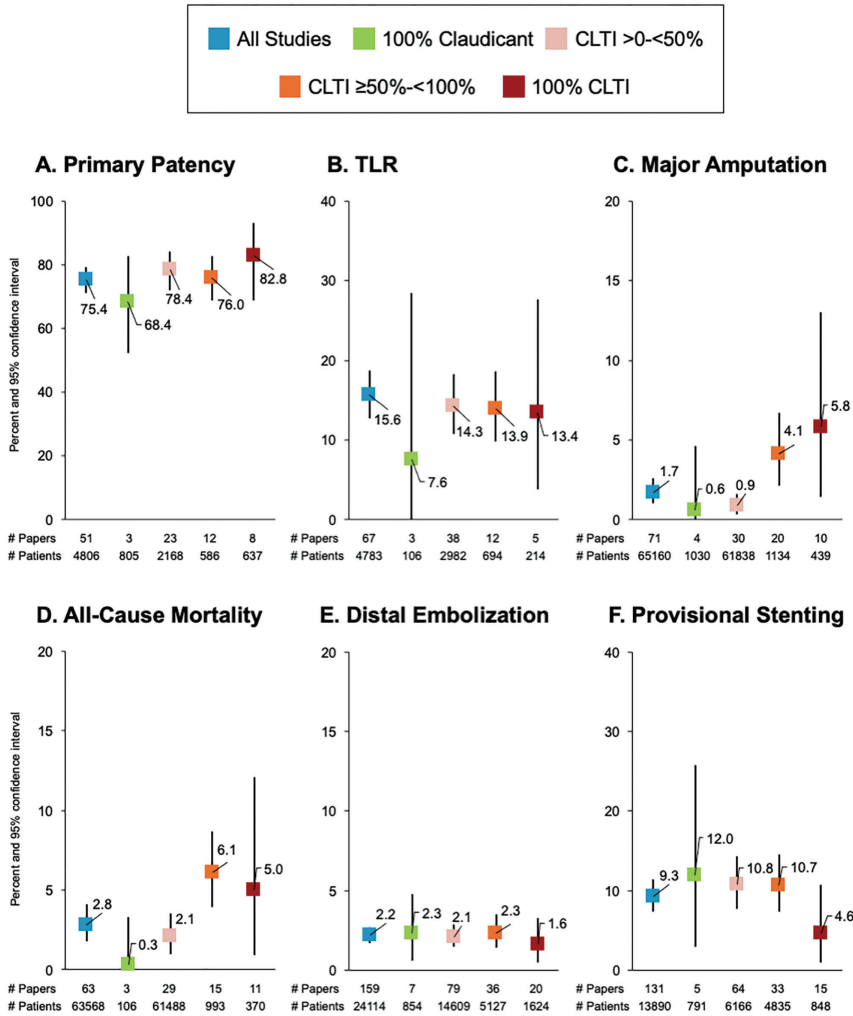 All Studies 100% Claudicant CLTI >0-<50%
CLTI ≥50%-<100% 100% CLTI
A. Primary Patency
Percent and 95% confidence interval
100
80
60
40
20
0
75.4
68.4
78.4
76.0
82.8
# Papers 51 3 23 12 8
# Patients 4806 805 2168 586 637
B. TLR
40
30
20
10
0
15.6
7.6
14.3
13.9
13.4
# Papers 67 3 38 12 5
# Patients 4783 106 2982 694 214
C. Major Amputation
20
15
10
5
0
1.7
0.6
0.9
4.1
5.8
# Papers 71 4 30 20 10
# Patients 65160 1030 61838 1134 439
D. All-Cause Mortality
Percent and 95% confidence interval
20
15
10
5
0
2.8
0.3
2.1
6.1
5.0
# Papers 63 3 29 15 11
# Patients 63568 106 61488 993 370
E. Distal Embolization
20
15
10
5
0
2.2
2.3
2.1
2.3
1.6
# Papers 159 7 79 36 20
# Patients 24114 854 14609 5127 1624
F. Provisional Stenting
40
30
20
10
0
9.3
12.0
10.8
10.7
4.6
# Papers 131 5 64 33 15
# Patients 13890 791 6166 4835 848